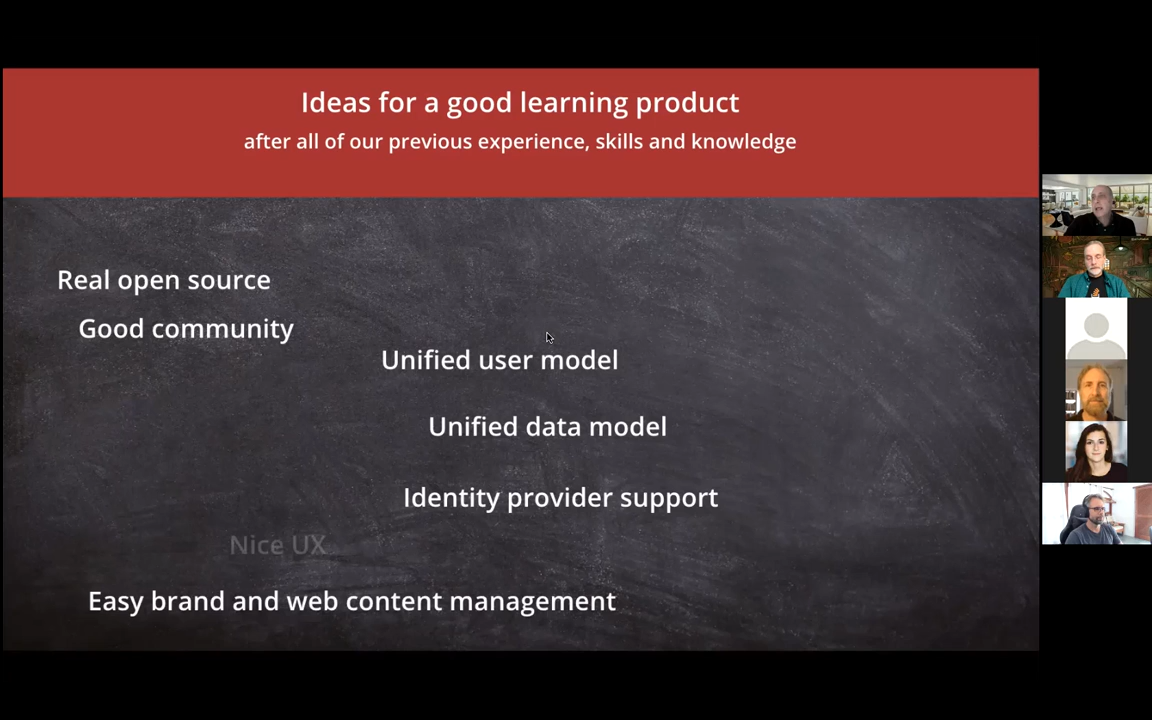 Ideas for a good learning product
after all of our previous experience, skills and knowledge
Real open source
Good community
Unified user model
Unified data model
Identity provider support
Nice UX
Easy brand and web content management